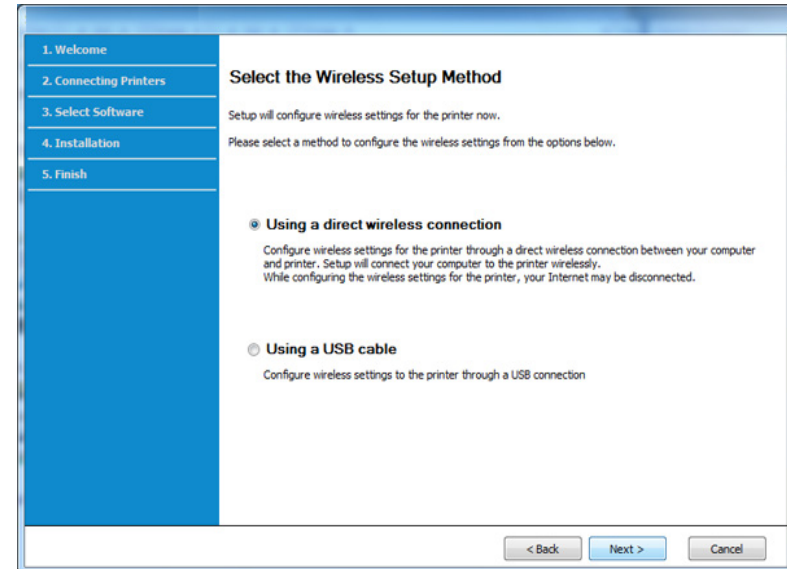 1. Welcome
2. Connecting Printers
3. Select Software
4. Installation
5. Finish
Select the Wireless Setup Method
Setup will configure wireless settings for the printer now.
Please select a method to configure the wireless settings from the options below.
Using a direct wireless connection
Configure wireless settings for the printer through a direct wireless connection between your computer
and printer. Setup will connect your computer to the printer wirelessly.
While configuring the wireless settings for the printer, your Internet may be disconnected.
Using a USB cable
Configure wireless settings to the printer through a USB connection
< Back Next > Cancel